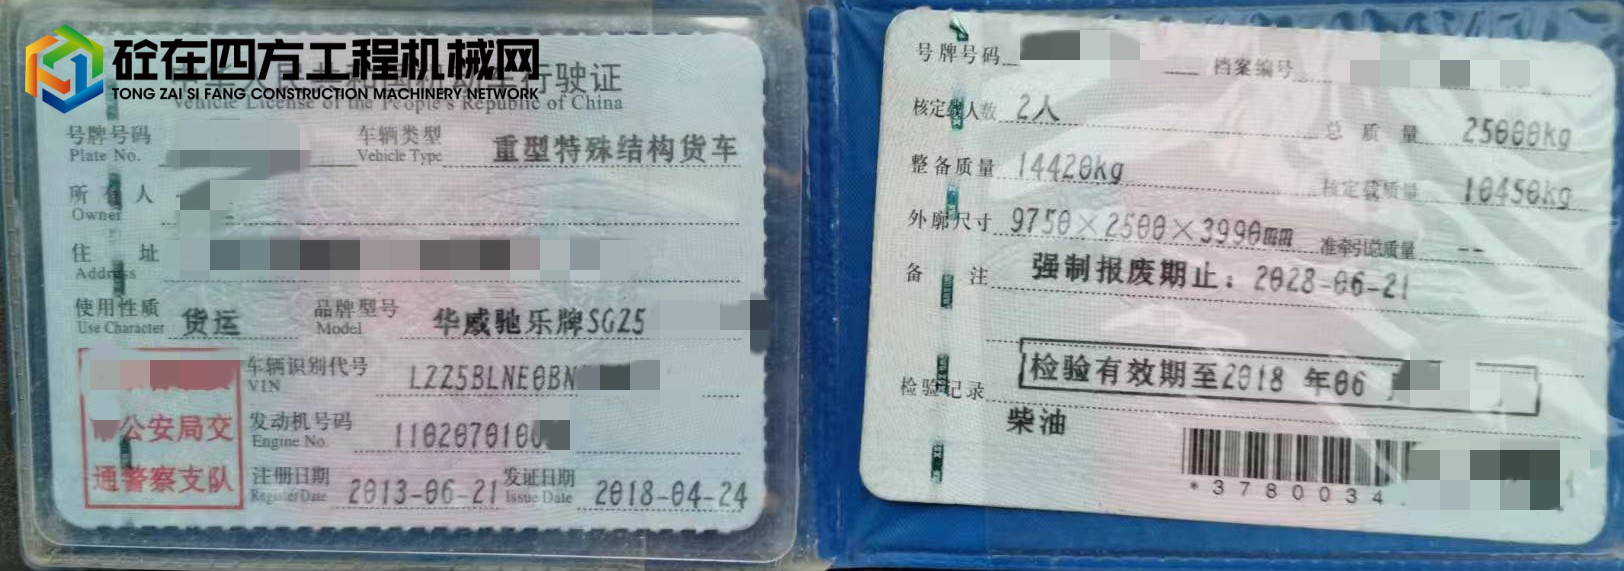 砼在四方工程机械网
TONG ZAI SI FANG CONSTRUCTION MACHINERY NETWORK
行驶证
Vehicle License of the People's Republic of China
号牌号码
Plate No.
车辆类型
Vehicle Type
重型特殊结构货车
所有人
Owner
住址
Address
使用性质
Use Character
货运
品牌型号
Model
华威驰乐牌SGZ5
车辆识别代号
VIN
LZZ5BLNE0BN
发动机号码
Engine No.
1102070100
公安局交
通警察支队
注册日期
Register Date
2013-06-21
发证日期
Issue Date
2018-04-24
号牌号码
档案编号
核定载人数 2人
总质量 25000kg
整备质量 14420kg
核定载质量 10450kg
外廓尺寸 9750×2500×3990mm
准牵引总质量 --
备注 强制报废期止：2028-06-21
检验记录
检验有效期至2018 年06
柴油
*3780034